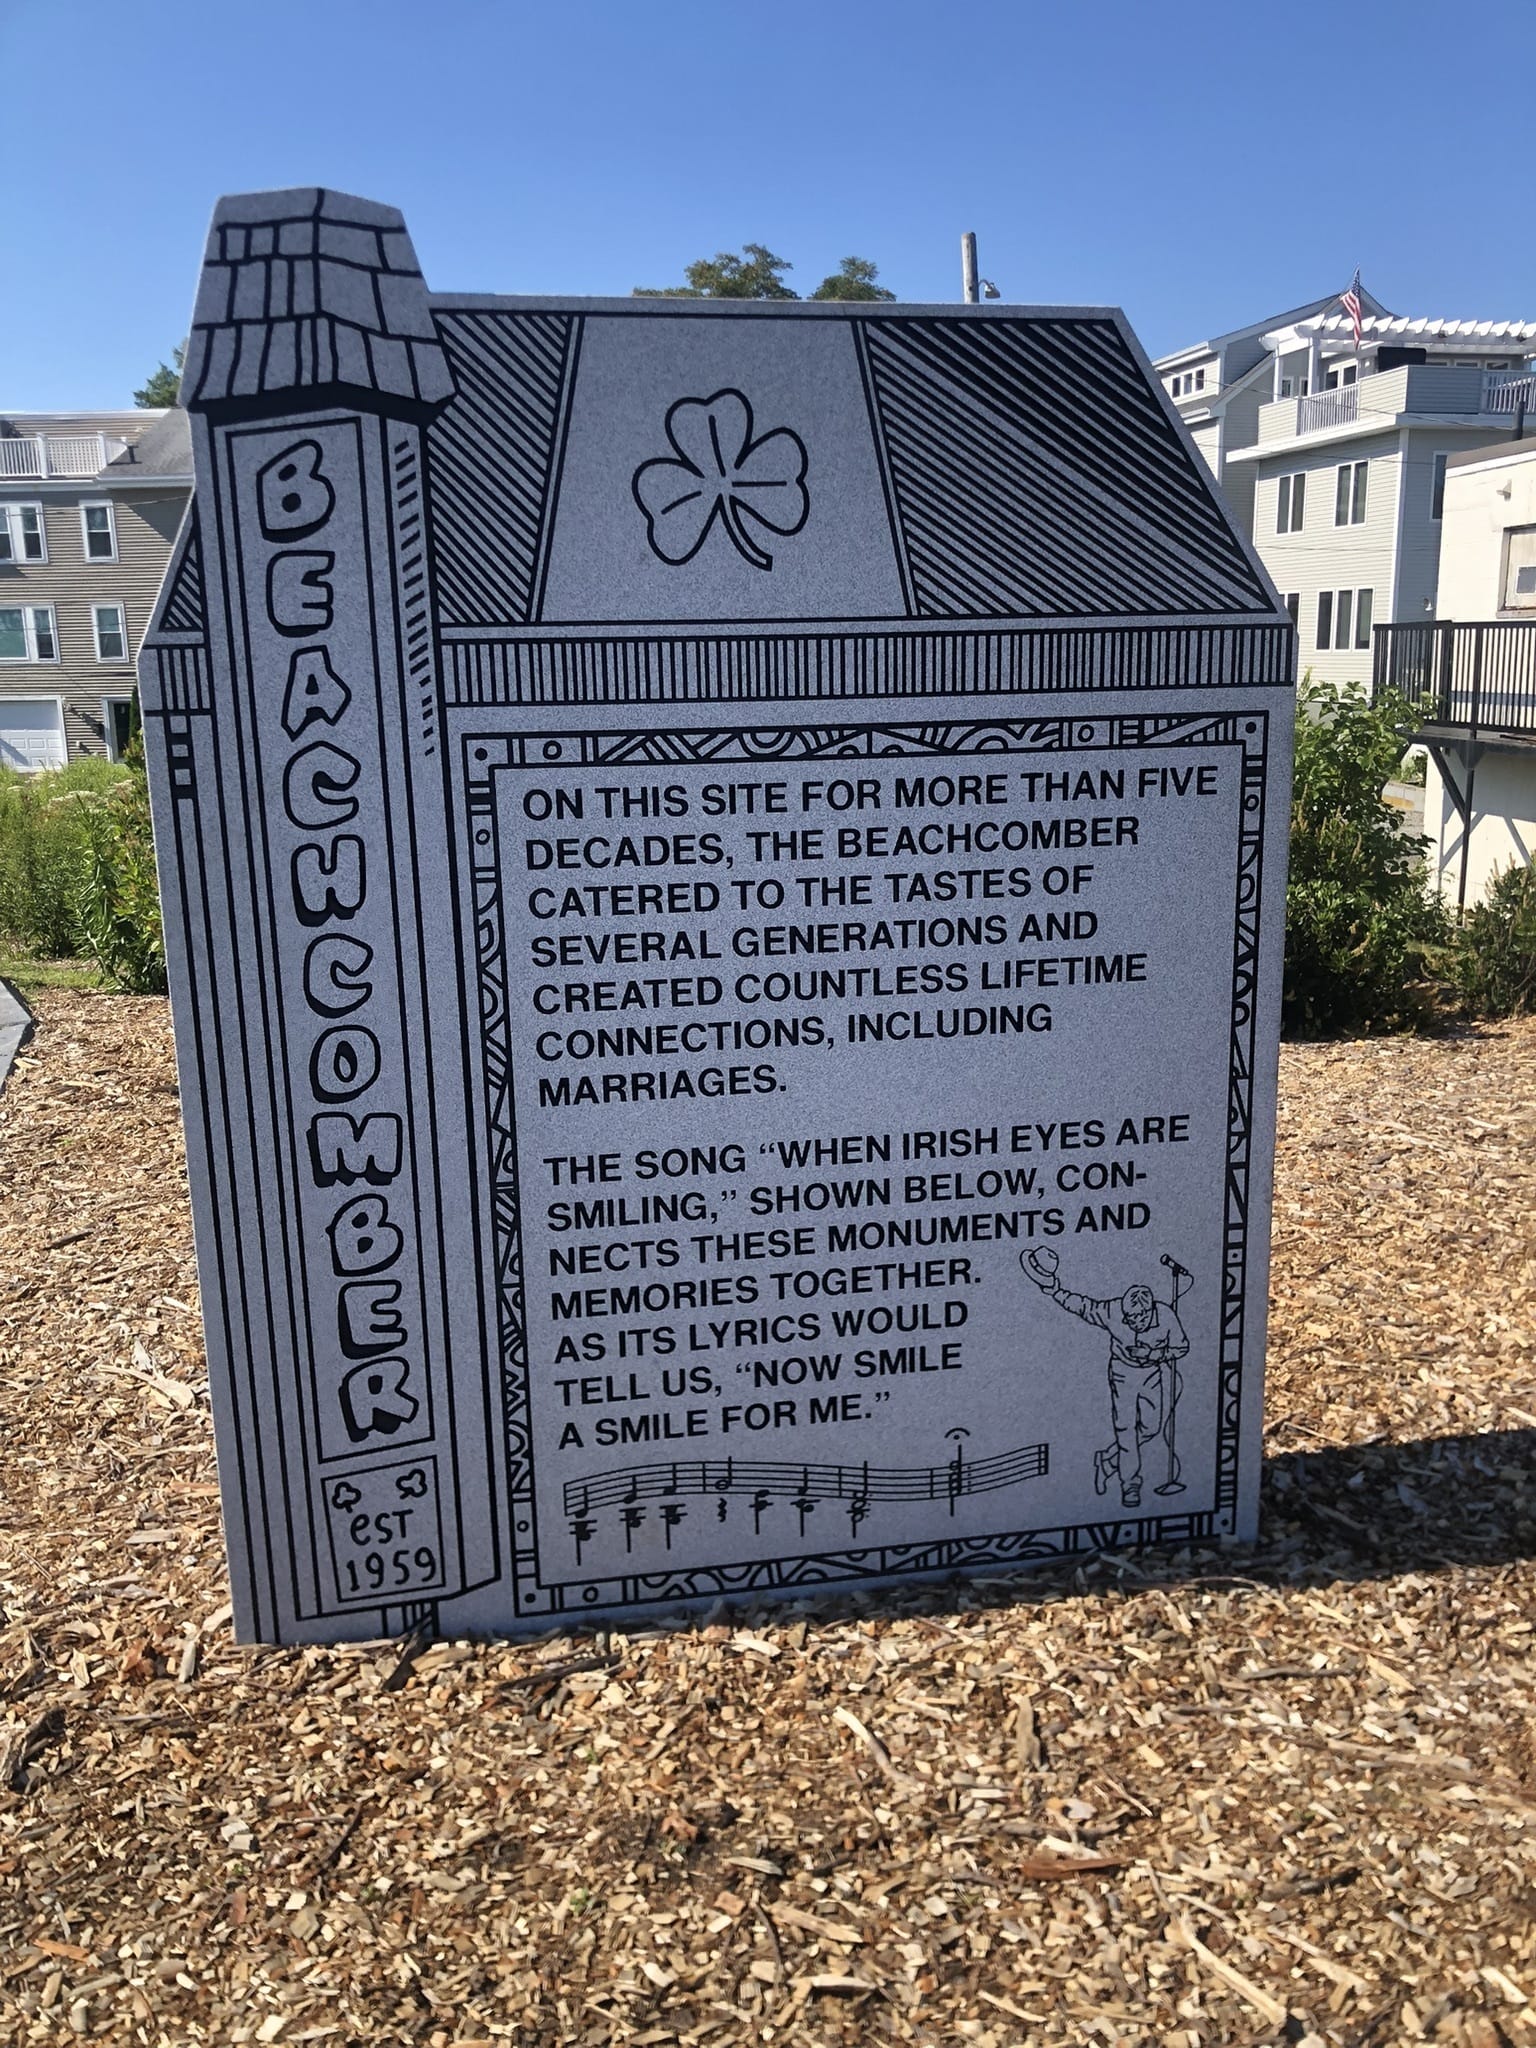 BEACHCOMBER
EST
1959
ON THIS SITE FOR MORE THAN FIVE
DECADES, THE BEACHCOMBER
CATERED TO THE TASTES OF
SEVERAL GENERATIONS AND
CREATED COUNTLESS LIFETIME
CONNECTIONS, INCLUDING
MARRIAGES.
THE SONG “WHEN IRISH EYES ARE
SMILING,” SHOWN BELOW, CON-
NECTS THESE MONUMENTS AND
MEMORIES TOGETHER.
AS ITS LYRICS WOULD
TELL US, “NOW SMILE
A SMILE FOR ME.”